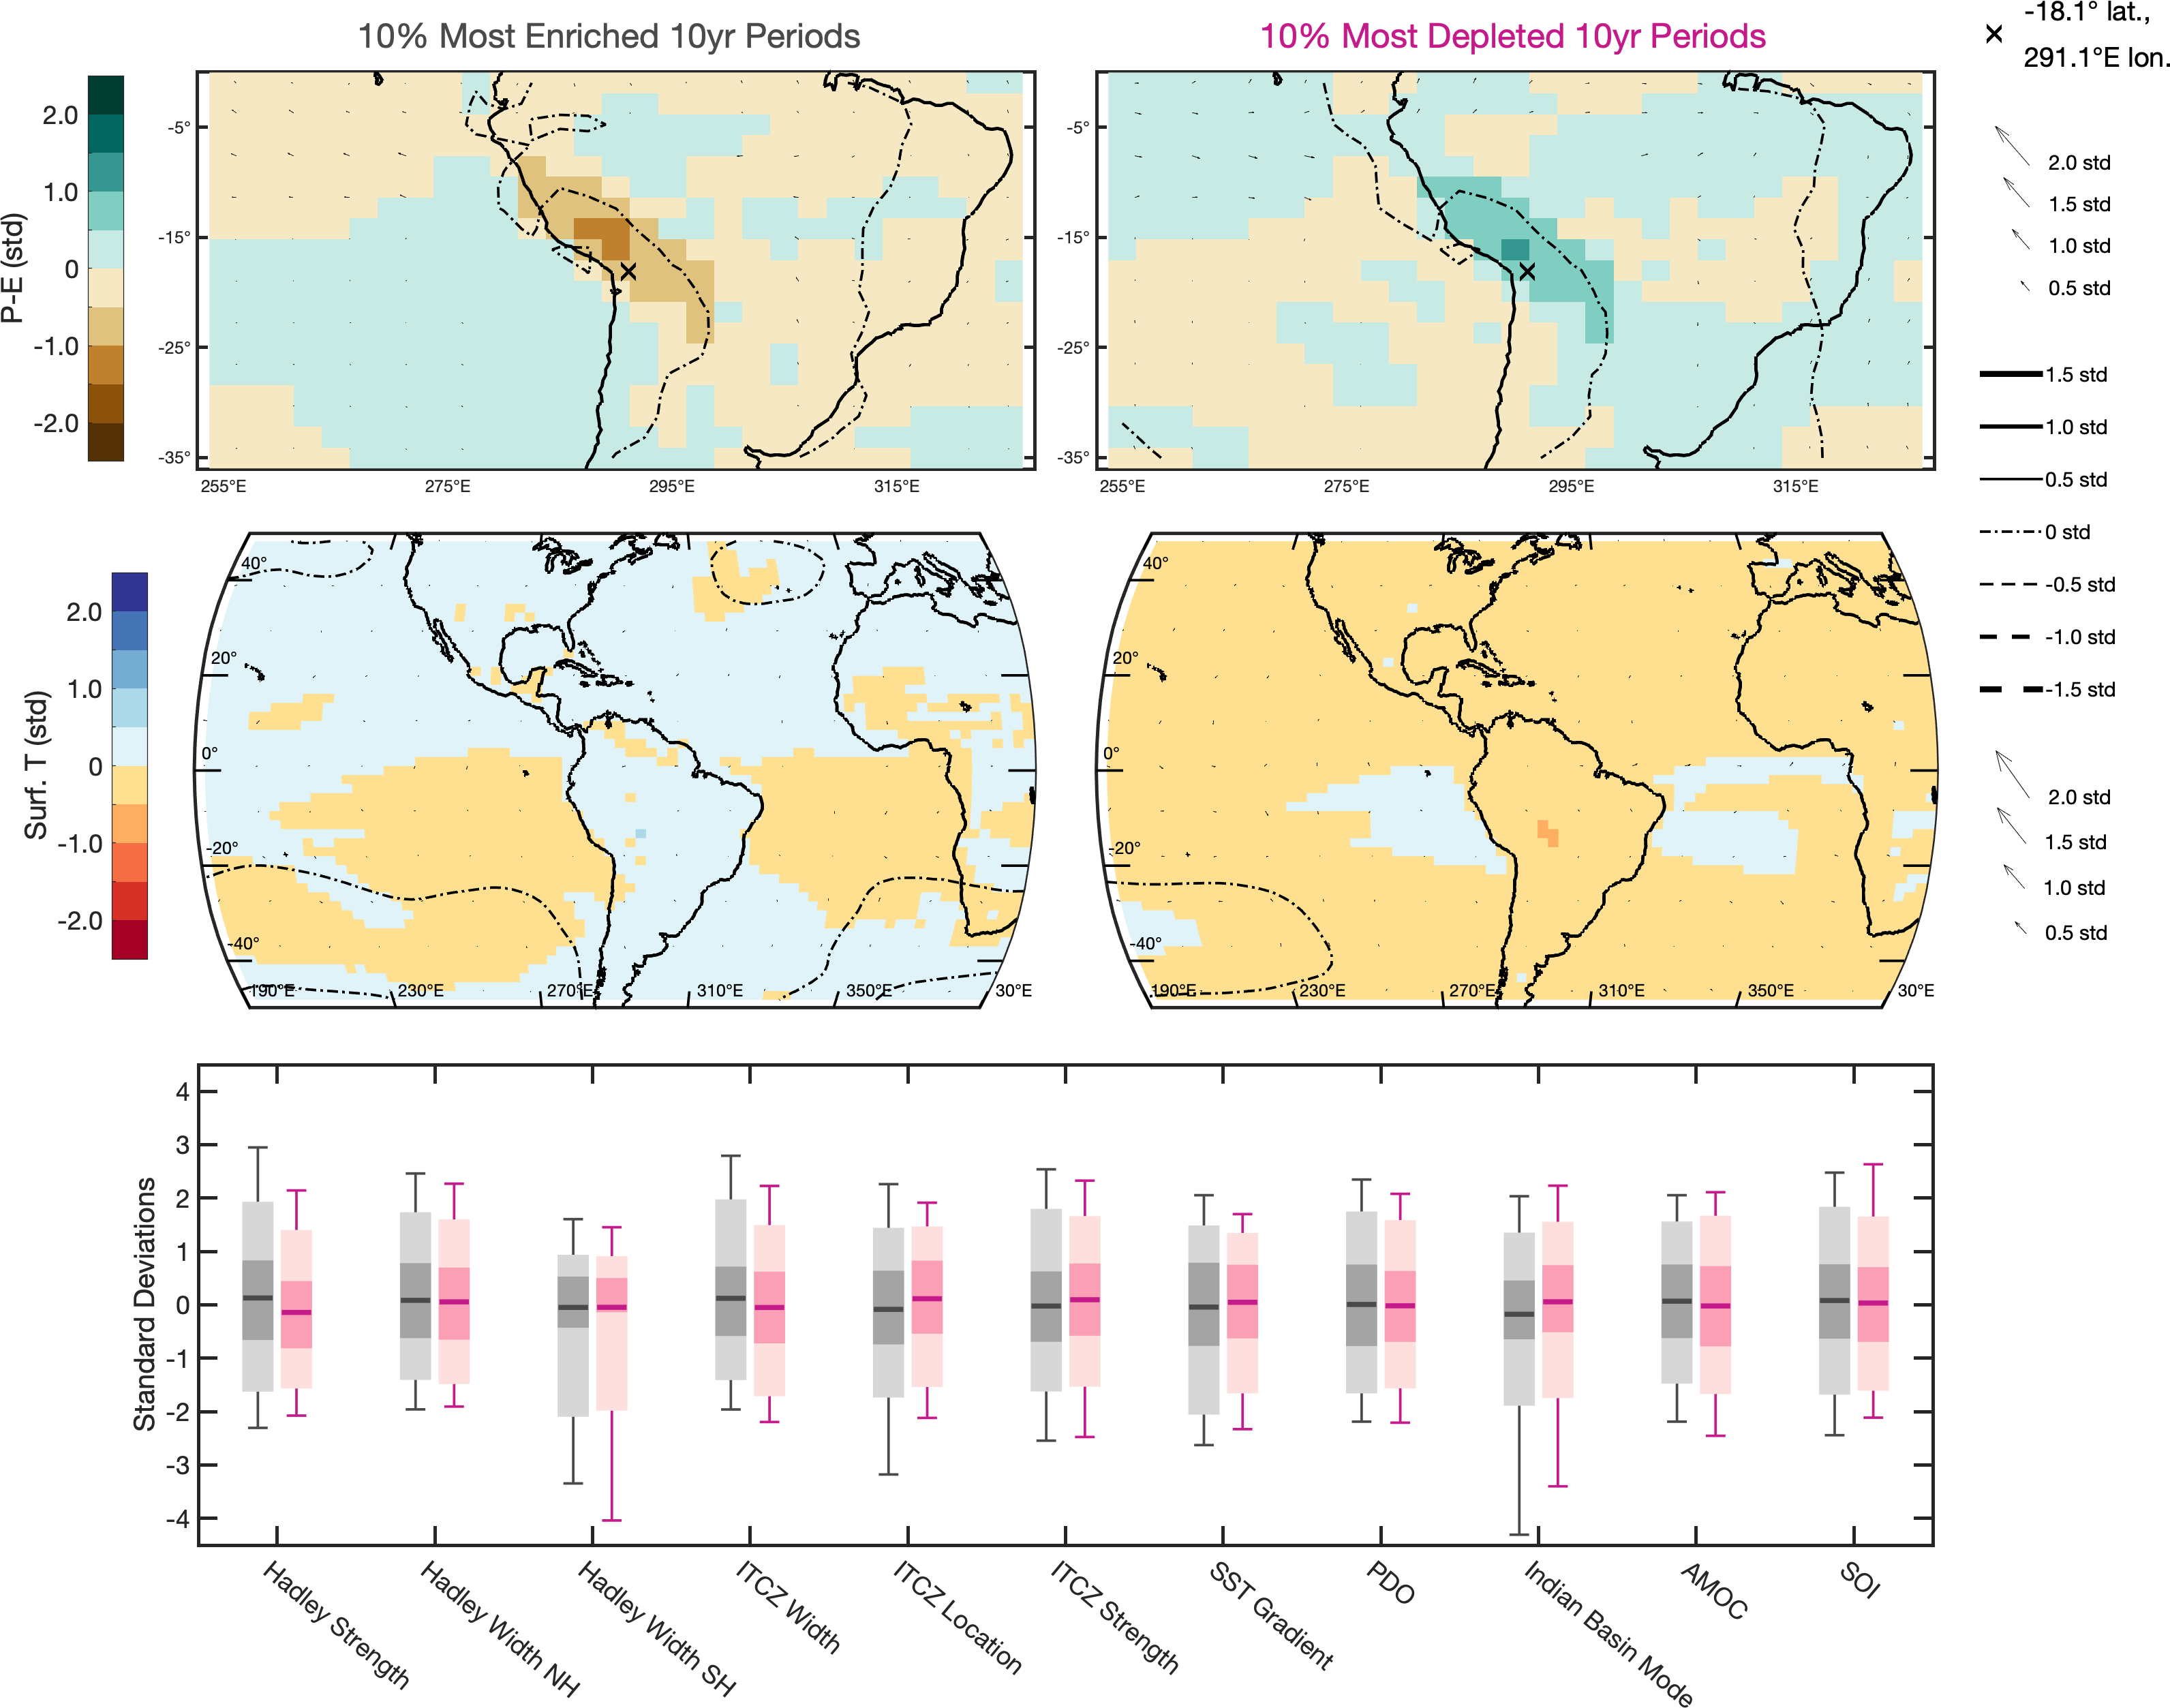 10% Most Enriched 10yr Periods
10% Most Depleted 10yr Periods
-18.1° lat.,
291.1°E lon.
P-E (std)
2.0
1.0
0
-1.0
-2.0
-5°
-15°
-25°
-35°
255°E
275°E
295°E
315°E
-5°
-15°
-25°
-35°
255°E
275°E
295°E
315°E
2.0 std
1.5 std
1.0 std
0.5 std
1.5 std
1.0 std
0.5 std
0 std
-0.5 std
-1.0 std
-1.5 std
Surf. T (std)
2.0
1.0
0
-1.0
-2.0
40°
20°
0°
-20°
-40°
190°E
230°E
270°E
310°E
350°E
30°E
40°
20°
0°
-20°
-40°
190°E
230°E
270°E
310°E
350°E
30°E
2.0 std
1.5 std
1.0 std
0.5 std
Standard Deviations
4
3
2
1
0
-1
-2
-3
-4
Hadley Strength
Hadley Width NH
Hadley Width SH
ITCZ Width
ITCZ Location
ITCZ Strength
SST Gradient
PDO
Indian Basin Mode
AMOC
SOI